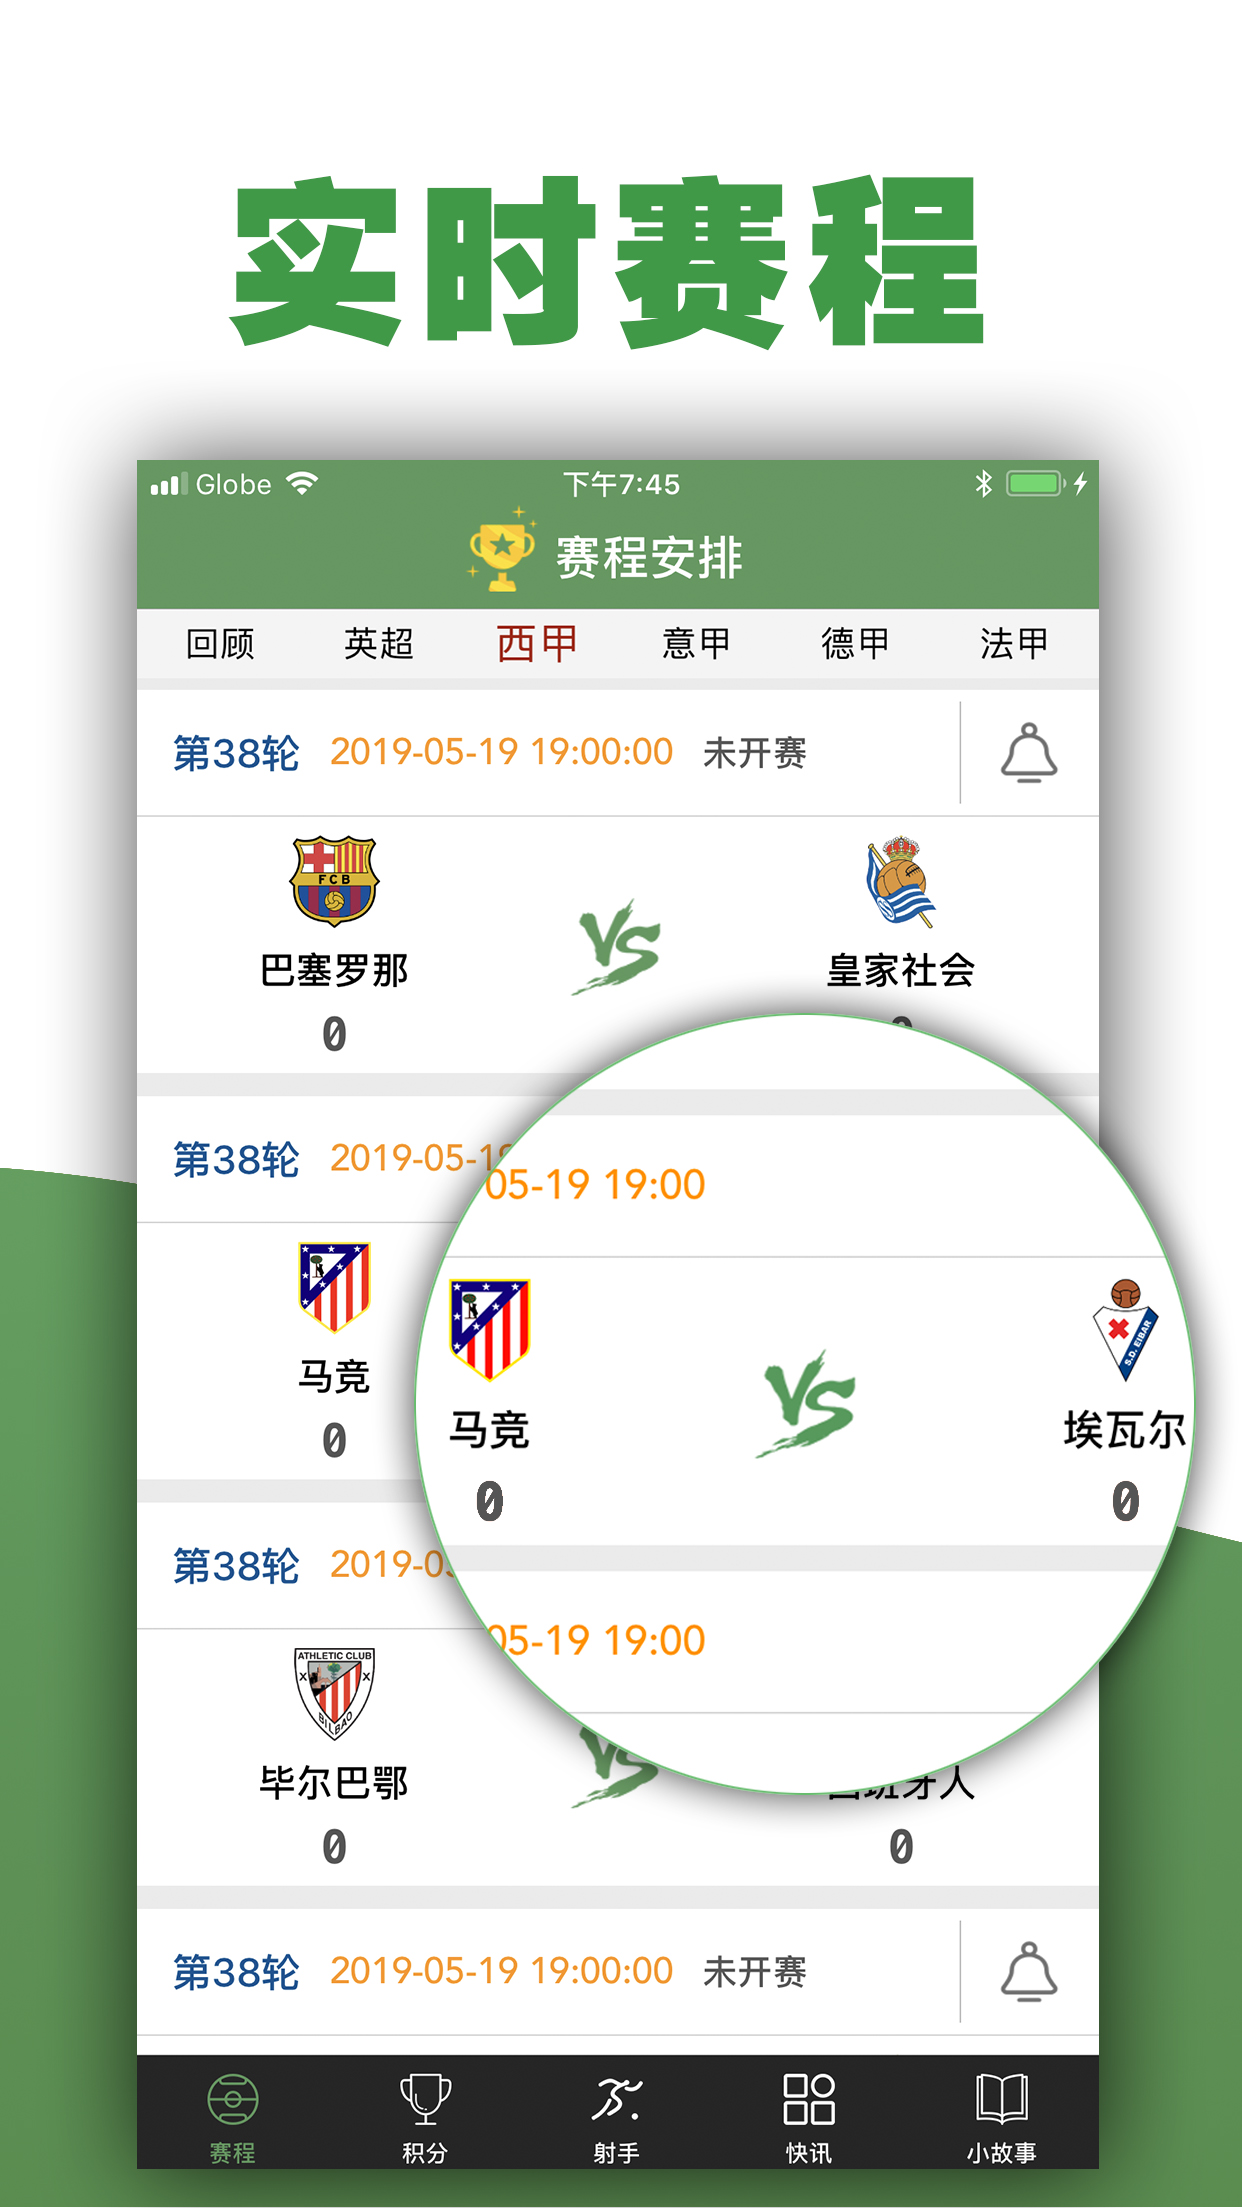 实时赛程
Globe 下午7:45
赛程安排
回顾 英超 西甲 意甲 德甲 法甲
第38轮 2019-05-19 19:00:00 未开赛
FCB
VS
巴塞罗那 皇家社会
0
第38轮 2019-05-19
05-19 19:00
马竞
0
VS
S.D. EIBAR
马竞 埃瓦尔
0 0
第38轮 2019-0
05-19 19:00
ATHLETIC CLUB
BILBAO
VS
毕尔巴鄂 西班牙人
0 0
第38轮 2019-05-19 19:00:00 未开赛
赛程 积分 射手 快讯 小故事